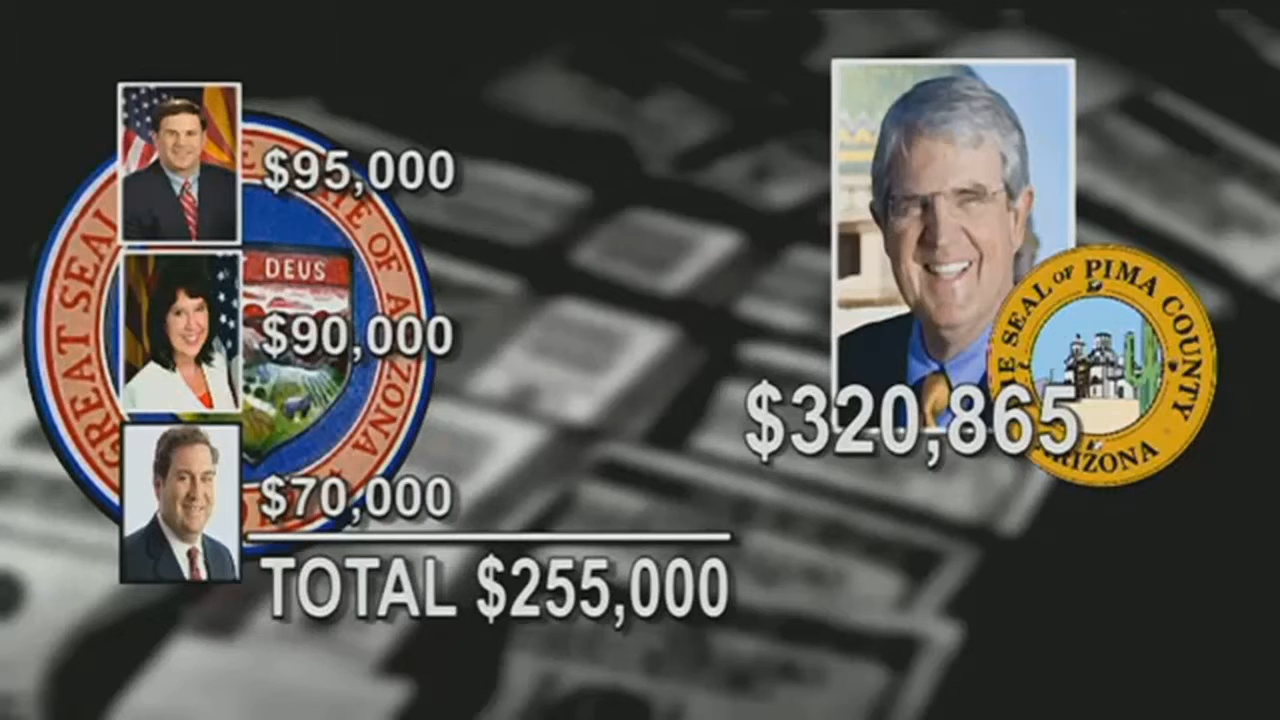 $95,000
$90,000
$70,000
TOTAL $255,000
GREAT SEAL
OF ARIZONA
DEUS
$320,865
SEAL OF PIMA COUNTY
ARIZONA